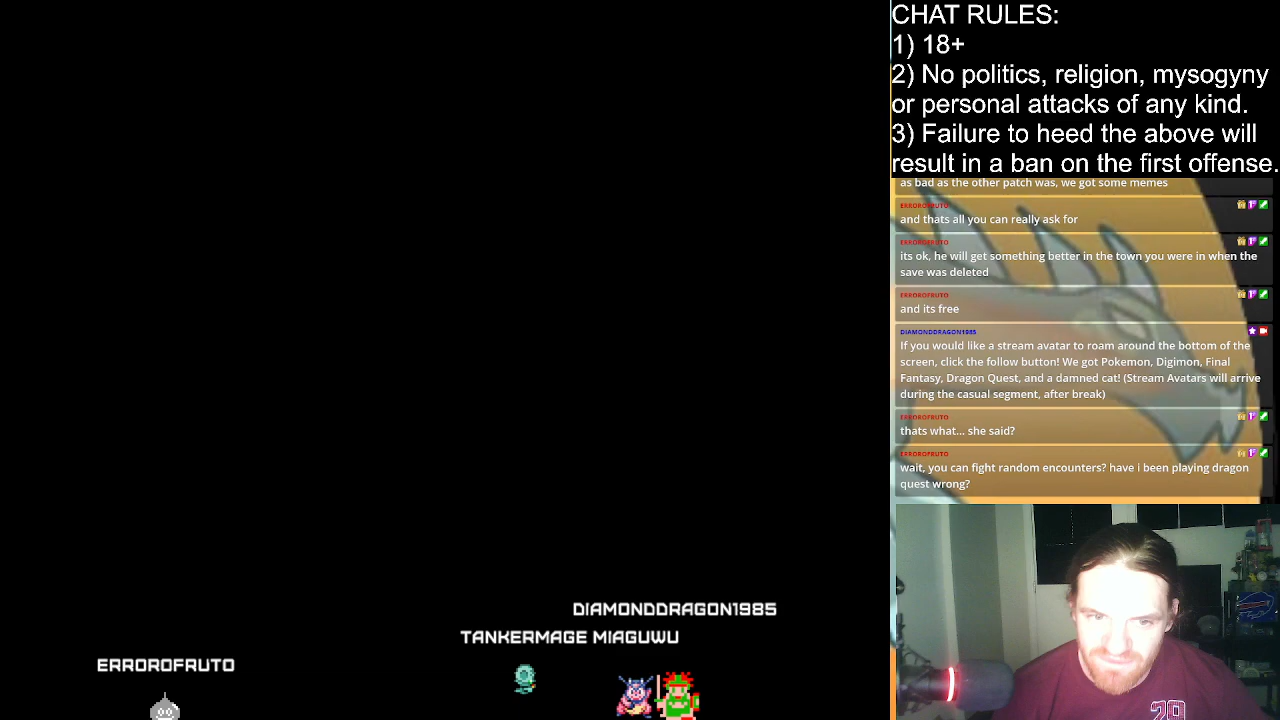 CHAT RULES:
1) 18+
2) No politics, religion, mysogyny
or personal attacks of any kind.
3) Failure to heed the above will
result in a ban on the first offense.
as bad as the other patch was, we got some memes
ERROROFRUTO
and thats all you can really ask for
ERROROFRUTO
its ok, he will get something better in the town you were in when the
save was deleted
ERROROFRUTO
and its free
DIAMONDDRAGON1985
If you would like a stream avatar to roam around the bottom of the
screen, click the follow button! We got Pokemon, Digimon, Final
Fantasy, Dragon Quest, and a damned cat! (Stream Avatars will arrive
during the casual segment, after break)
ERROROFRUTO
thats what... she said?
ERROROFRUTO
wait, you can fight random encounters? have i been playing dragon
quest wrong?
DIAMONDDRAGON1985
TANKERMAGE MIAGUWU
ERROROFRUTO
29